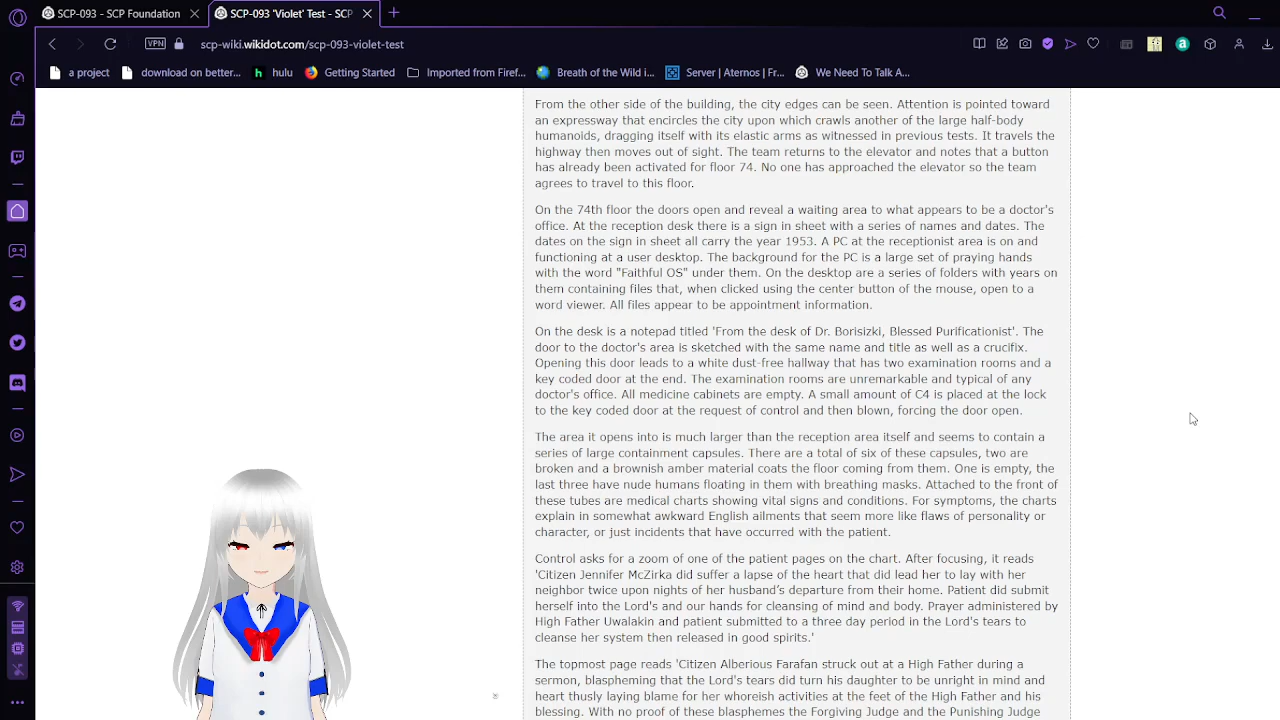 SCP-093 - SCP Foundation
SCP-093 'Violet' Test - SCP
VPN
scp-wiki.wikidot.com/scp-093-violet-test
a project
download on better...
hulu
Getting Started
Imported from Firef...
Breath of the Wild i...
Server | Aternos | Fr...
We Need To Talk A...
From the other side of the building, the city edges can be seen. Attention is pointed toward
an expressway that encircles the city upon which crawls another of the large half-body
humanoids, dragging itself with its elastic arms as witnessed in previous tests. It travels the
highway then moves out of sight. The team returns to the elevator and notes that a button
has already been activated for floor 74. No one has approached the elevator so the team
agrees to travel to this floor.
On the 74th floor the doors open and reveal a waiting area to what appears to be a doctor's
office. At the reception desk there is a sign in sheet with a series of names and dates. The
dates on the sign in sheet all carry the year 1953. A PC at the receptionist area is on and
functioning at a user desktop. The background for the PC is a large set of praying hands
with the word "Faithful OS" under them. On the desktop are a series of folders with years on
them containing files that, when clicked using the center button of the mouse, open to a
word viewer. All files appear to be appointment information.
On the desk is a notepad titled 'From the desk of Dr. Borisizki, Blessed Purificationist'. The
door to the doctor's area is sketched with the same name and title as well as a crucifix.
Opening this door leads to a white dust-free hallway that has two examination rooms and a
key coded door at the end. The examination rooms are unremarkable and typical of any
doctor's office. All medicine cabinets are empty. A small amount of C4 is placed at the lock
to the key coded door at the request of control and then blown, forcing the door open.
The area it opens into is much larger than the reception area itself and seems to contain a
series of large containment capsules. There are a total of six of these capsules, two are
broken and a brownish amber material coats the floor coming from them. One is empty, the
last three have nude humans floating in them with breathing masks. Attached to the front of
these tubes are medical charts showing vital signs and conditions. For symptoms, the charts
explain in somewhat awkward English ailments that seem more like flaws of personality or
character, or just incidents that have occurred with the patient.
Control asks for a zoom of one of the patient pages on the chart. After focusing, it reads
'Citizen Jennifer McZirka did suffer a lapse of the heart that did lead her to lay with her
neighbor twice upon nights of her husband's departure from their home. Patient did submit
herself into the Lord's and our hands for cleansing of mind and body. Prayer administered by
High Father Uwalakin and patient submitted to a three day period in the Lord's tears to
cleanse her system then released in good spirits.'
The topmost page reads 'Citizen Alberious Farafan struck out at a High Father during a
sermon, blaspheming that the Lord's tears did turn his daughter to be unright in mind and
heart thusly laying blame for her whoreish activities at the feet of the High Father and his
blessing. With no proof of these blasphemes the Forgiving Judge and the Punishing Judge